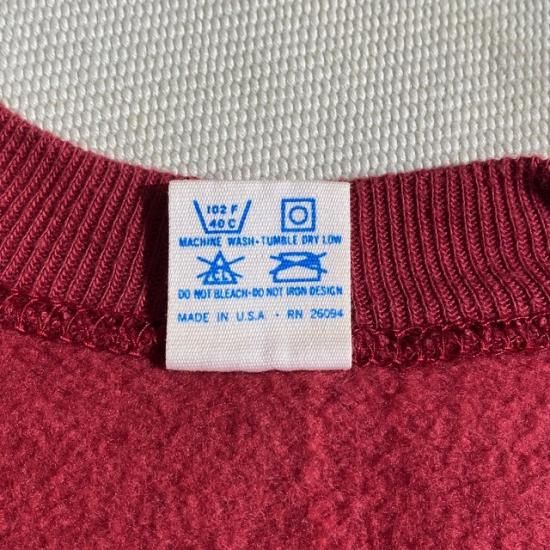 102 F
40 C
MACHINE WASH · TUMBLE DRY LOW
CL
DO NOT BLEACH · DO NOT IRON DESIGN
MADE IN U.S.A. · RN 26094